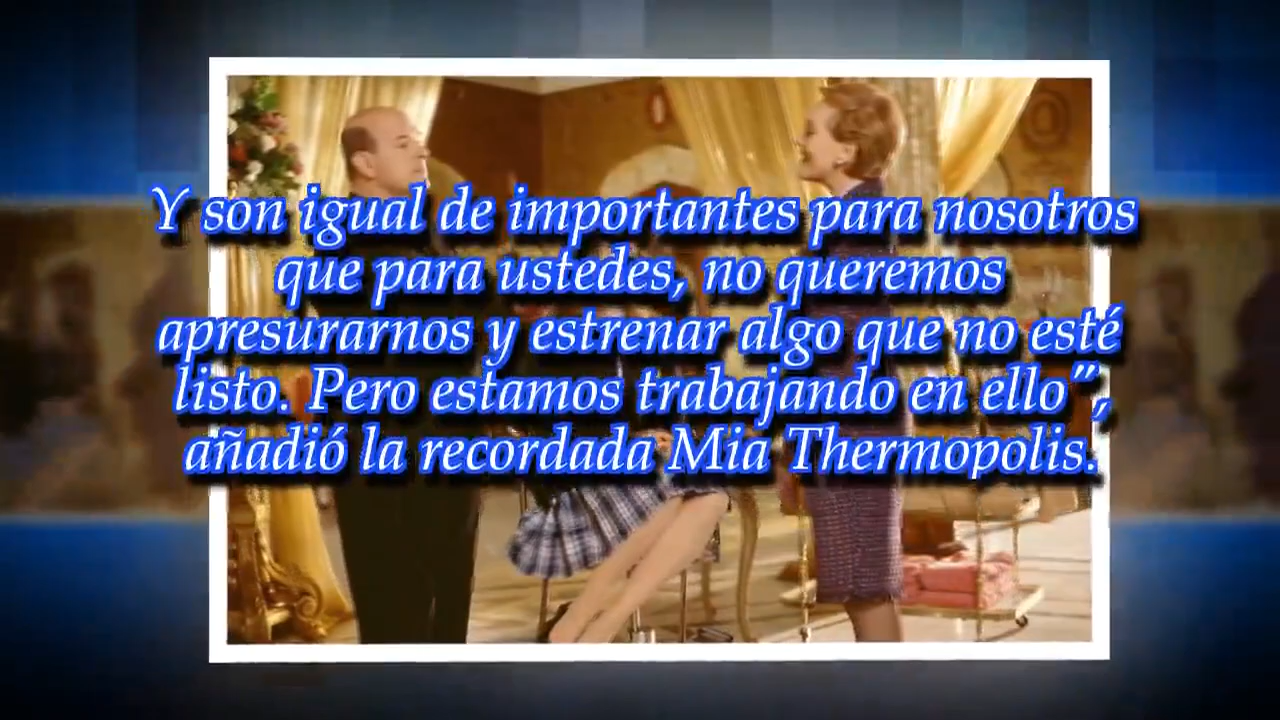 Y son igual de importantes para nosotros
que para ustedes, no queremos
apresurarnos y estrenar algo que no esté
listo. Pero estamos trabajando en ello”,
añadió la recordada Mia Thermopolis.